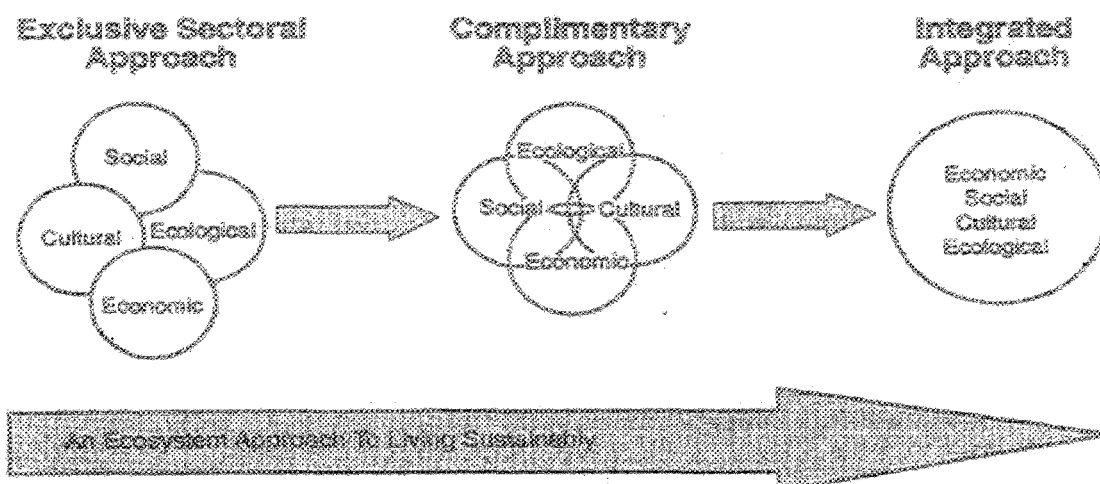 Exclusive Sectoral
Approach
Social
Cultural
Ecological
Economic
Complimentary
Approach
Ecological
Social
Cultural
Economic
Integrated
Approach
Economic
Social
Cultural
Ecological
An Ecosystem Approach To Living Sustainably